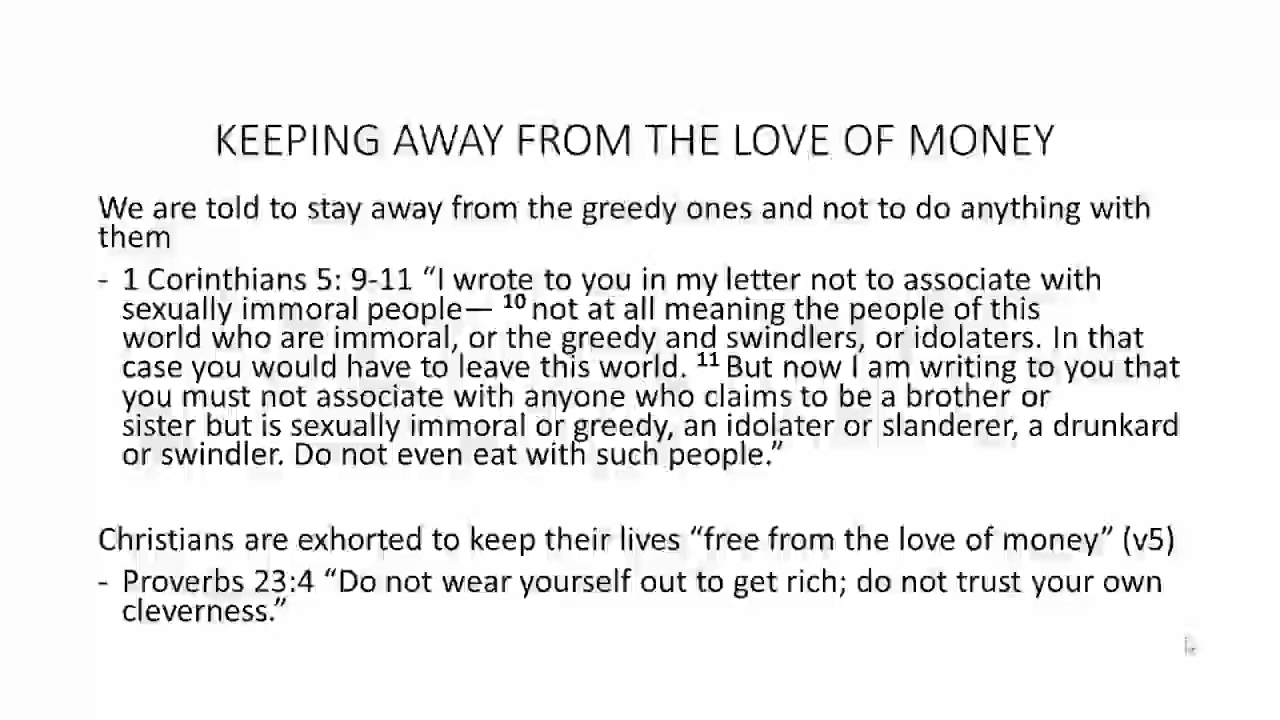 KEEPING AWAY FROM THE LOVE OF MONEY
We are told to stay away from the greedy ones and not to do anything with
them
- 1 Corinthians 5: 9-11 “I wrote to you in my letter not to associate with
sexually immoral people— 10 not at all meaning the people of this
world who are immoral, or the greedy and swindlers, or idolaters. In that
case you would have to leave this world. 11 But now I am writing to you that
you must not associate with anyone who claims to be a brother or
sister but is sexually immoral or greedy, an idolater or slanderer, a drunkard
or swindler. Do not even eat with such people.”
Christians are exhorted to keep their lives “free from the love of money” (v5)
- Proverbs 23:4 “Do not wear yourself out to get rich; do not trust your own
cleverness.”